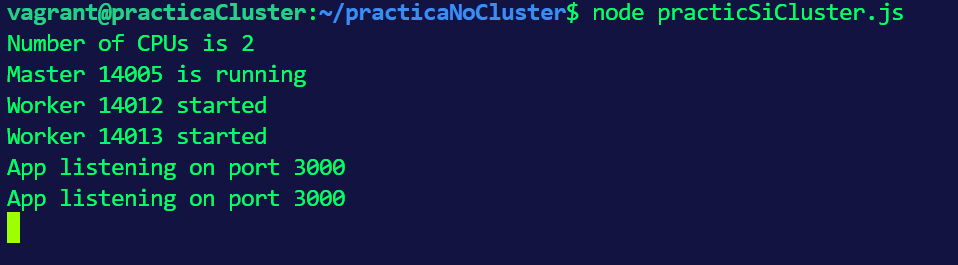 vagrant@practicaCluster:~/practicaNoCluster$ node practicSiCluster.js
Number of CPUs is 2
Master 14005 is running
Worker 14012 started
Worker 14013 started
App listening on port 3000
App listening on port 3000